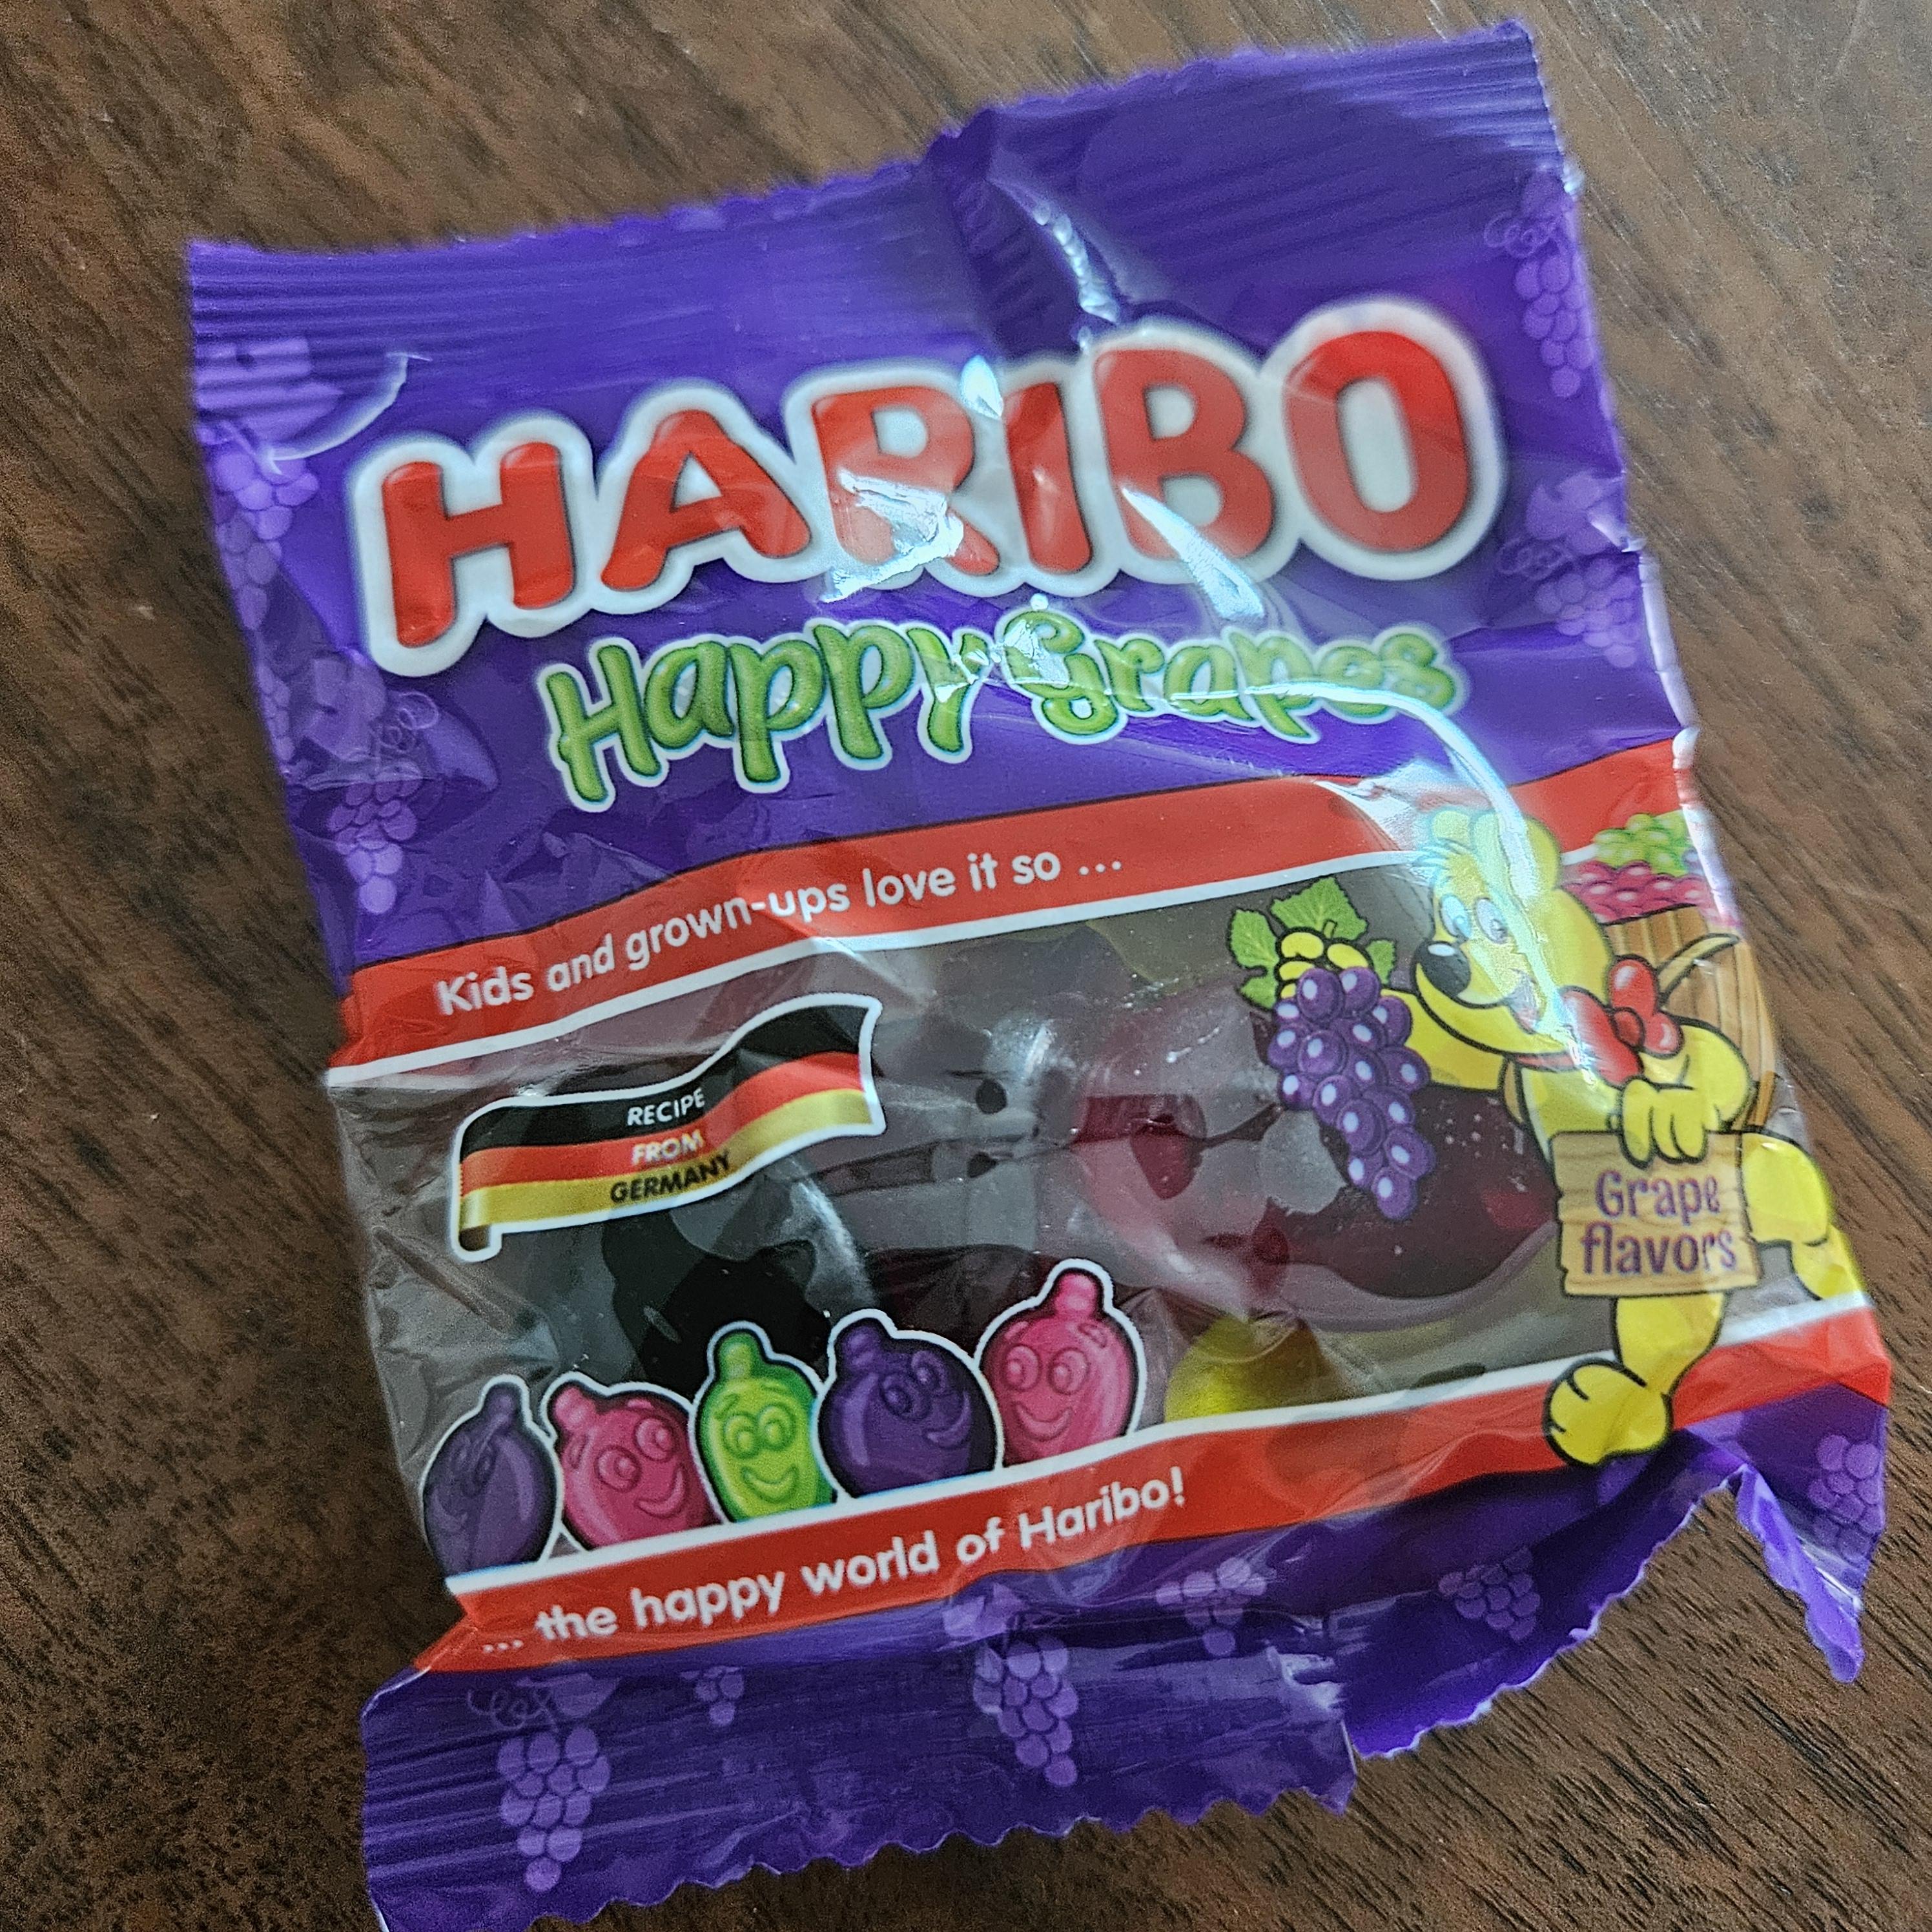 HARIBO
Happy Grapes
Kids and grown-ups love it so ...
RECIPE
FROM
GERMANY
Grape
flavors
... the happy world of Haribo!